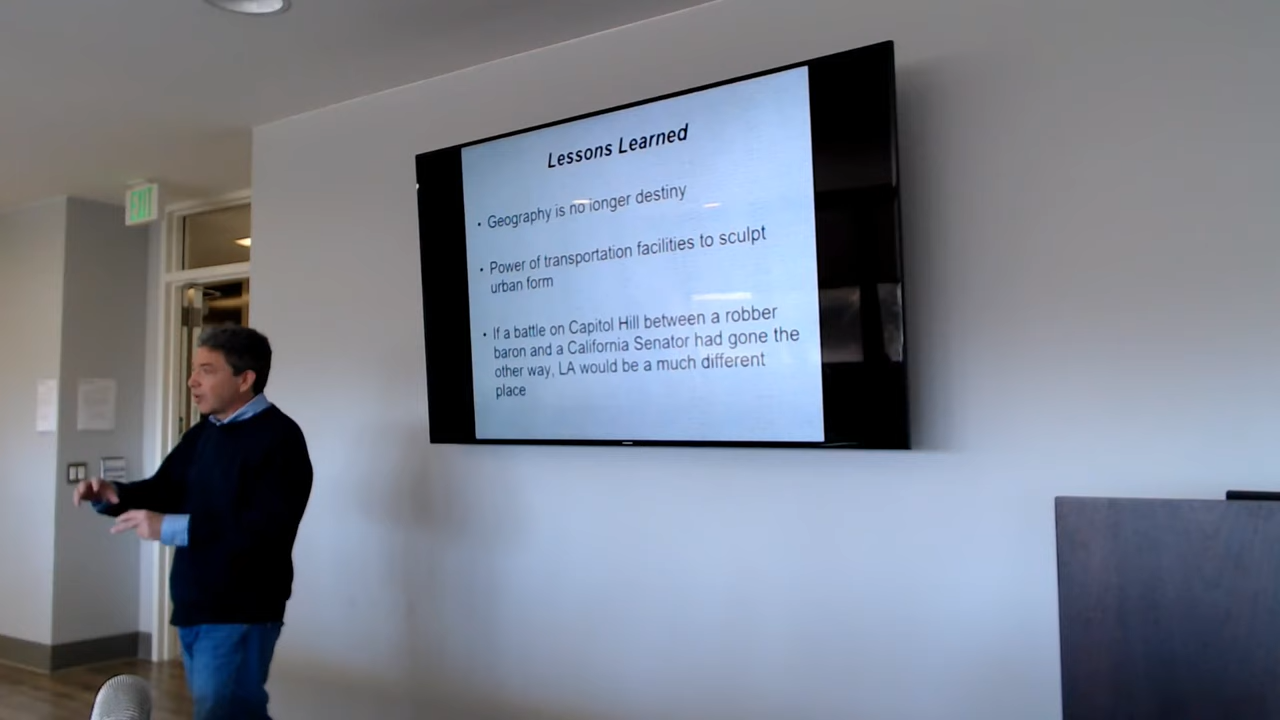 EXIT
Lessons Learned
• Geography is no longer destiny
• Power of transportation facilities to sculpt
urban form
• If a battle on Capitol Hill between a robber
baron and a California Senator had gone the
other way, LA would be a much different
place